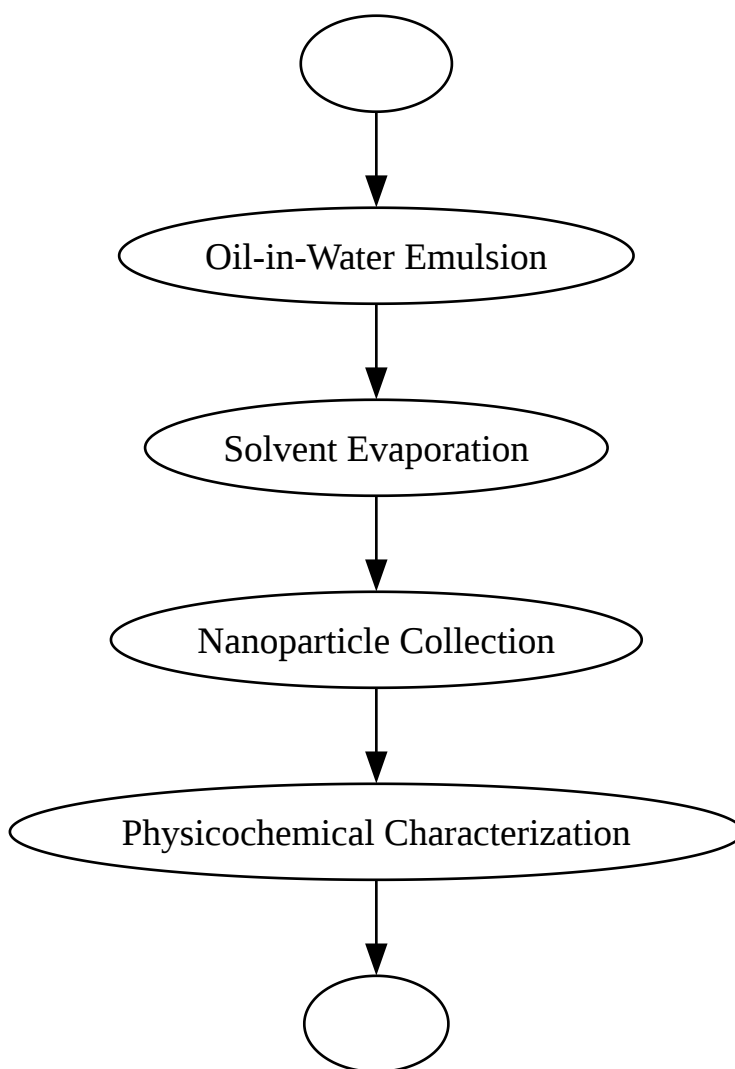 Oil-in-Water Emulsion
Solvent Evaporation
Nanoparticle Collection
Physicochemical Characterization